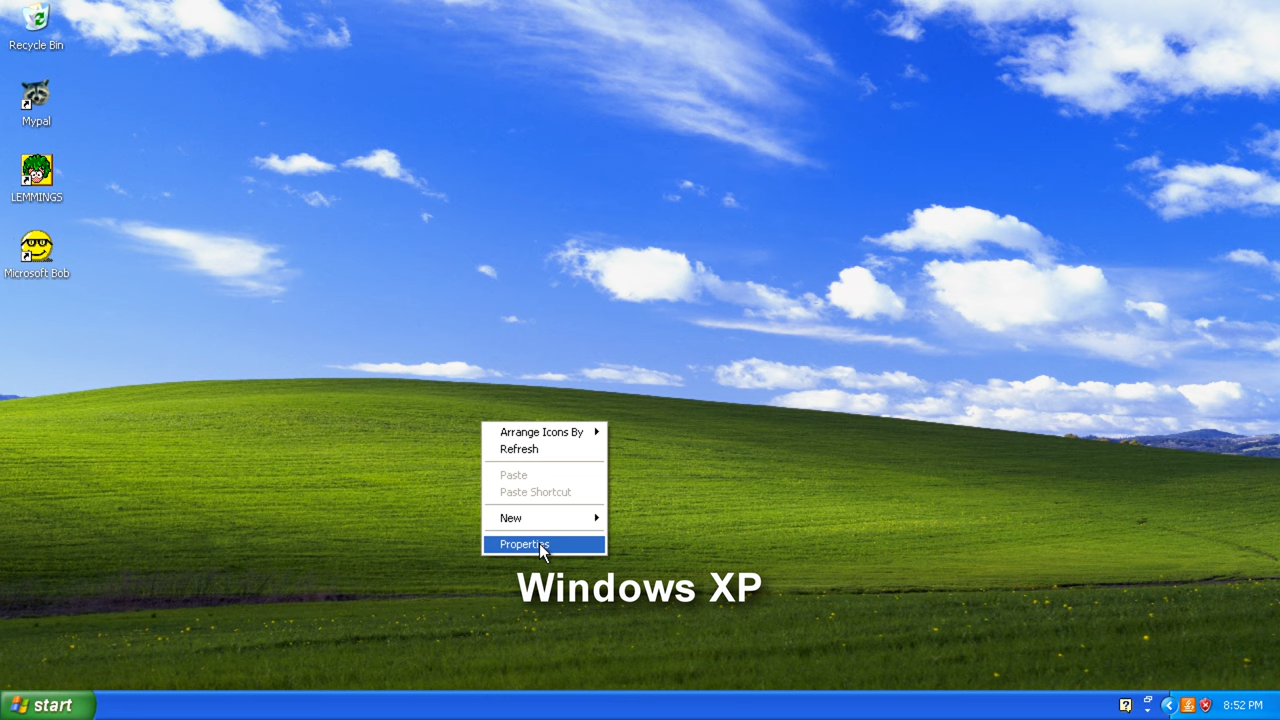 Recycle Bin
Mypal
LEMMINGS
Microsoft Bob
Arrange Icons By
Refresh
Paste
Paste Shortcut
New
Properties
Windows XP
start
?
8:52 PM